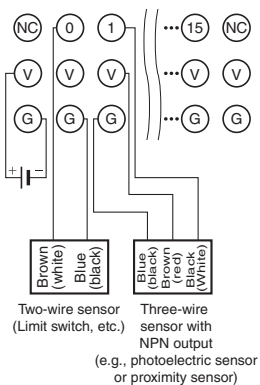 NC 0 1 ••• 15 NC
V V V ••• V V
G G G ••• G G
+ −
Brown
(white)
Blue
(black)
Blue
(black)
Brown
(red)
Black
(White)
Two-wire sensor
(Limit switch, etc.)
Three-wire
sensor with
NPN output
(e.g., photoelectric sensor
or proximity sensor)